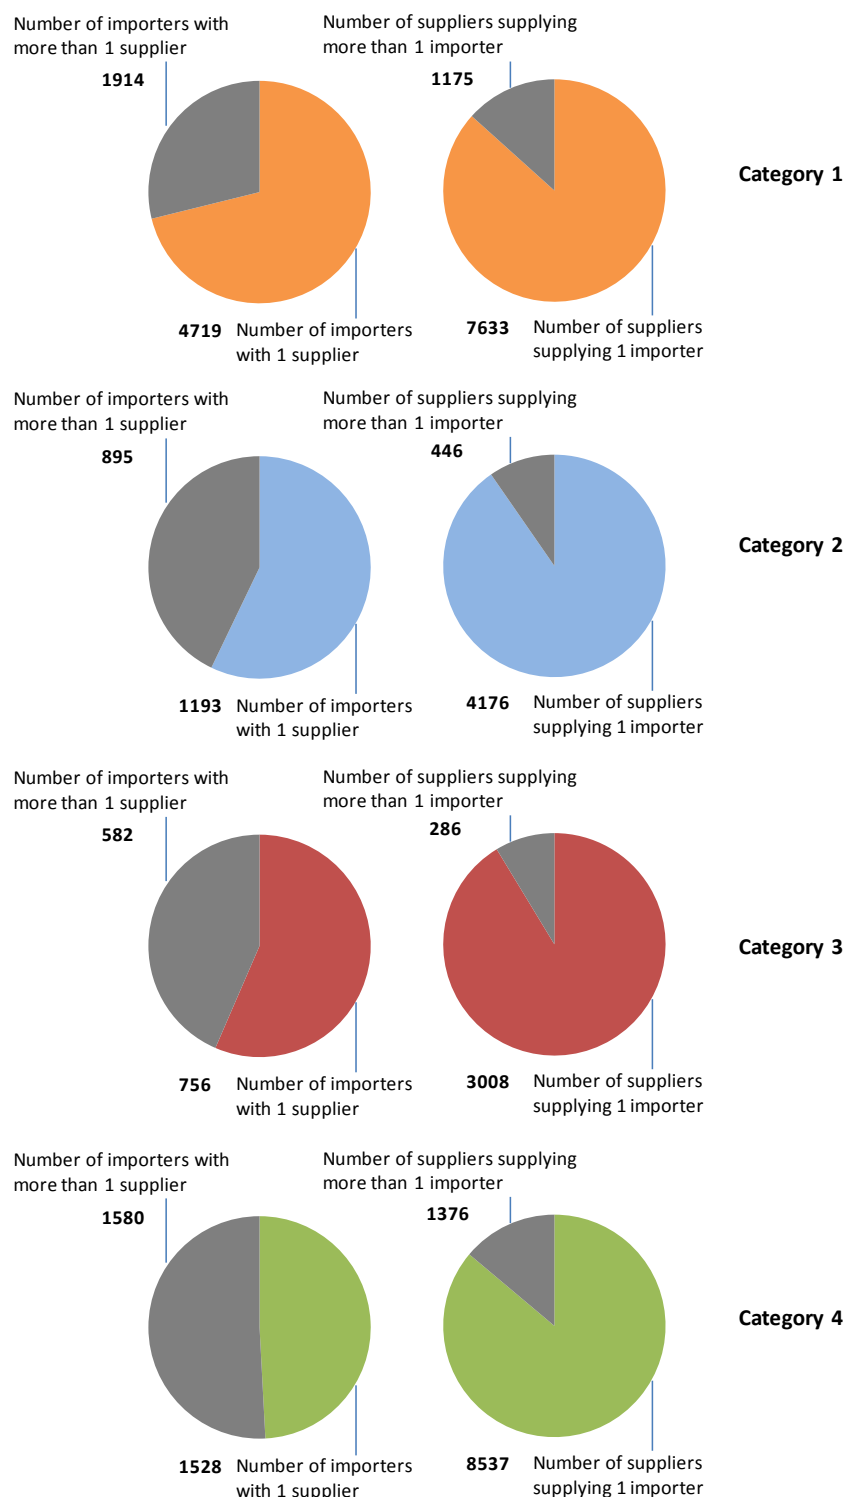 Number of importers with
more than 1 supplier
1914
Number of suppliers supplying
more than 1 importer
1175
Category 1
4719 Number of importers
with 1 supplier
7633 Number of suppliers
supplying 1 importer
Number of importers with
more than 1 supplier
895
Number of suppliers supplying
more than 1 importer
446
Category 2
1193 Number of importers
with 1 supplier
4176 Number of suppliers
supplying 1 importer
Number of importers with
more than 1 supplier
582
Number of suppliers supplying
more than 1 importer
286
Category 3
756 Number of importers
with 1 supplier
3008 Number of suppliers
supplying 1 importer
Number of importers with
more than 1 supplier
1580
Number of suppliers supplying
more than 1 importer
1376
Category 4
1528 Number of importers
with 1 supplier
8537 Number of suppliers
supplying 1 importer